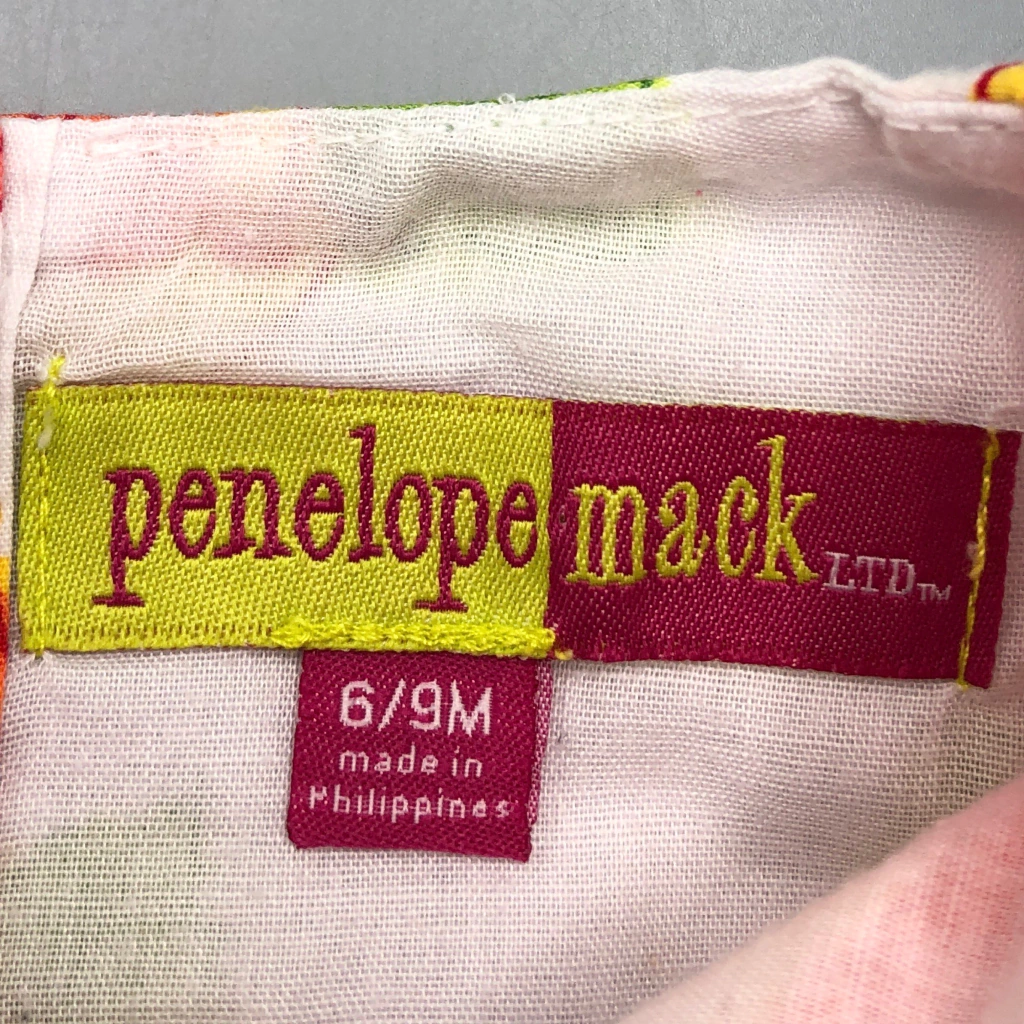 penelope mack LTD™
6/9M
made in
Philippines